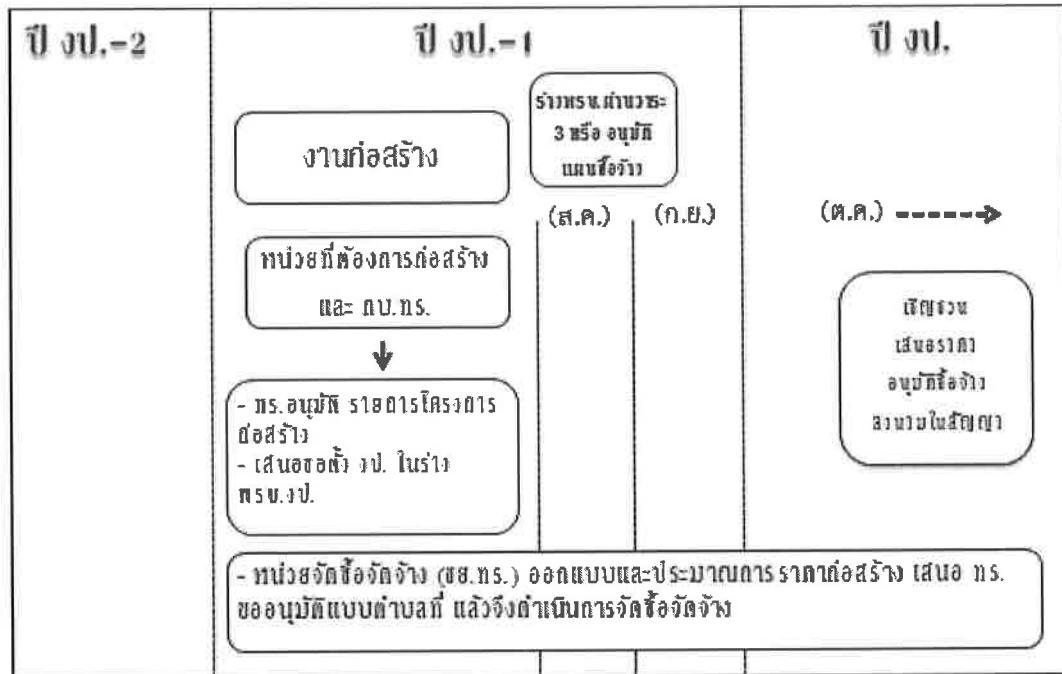 ปี งป.-2
ปี งป.-1
ปี งป.
งานก่อสร้าง
ร่างพรบ.ผ่านวาระ
3 หรือ อนุมัติ
แผนซื้อจ้าง
(ส.ค.)
(ก.ย.)
(ต.ค.)
หน่วยที่ต้องการก่อสร้าง
และ กบ.ทร.
- ทร.อนุมัติ รายการโครงการ
ก่อสร้าง
- เสนอขอตั้ง งป. ในร่าง
พรบ.งป.
เชิญชวน
เสนอราคา
อนุมัติซื้อจ้าง
ลงนามในสัญญา
- หน่วยจัดซื้อจัดจ้าง (ชย.ทร.) ออกแบบและประมาณการ ราคาก่อสร้าง เสนอ ทร.
ขออนุมัติแบบตำบลที่ แล้วจึงดำเนินการจัดซื้อจัดจ้าง